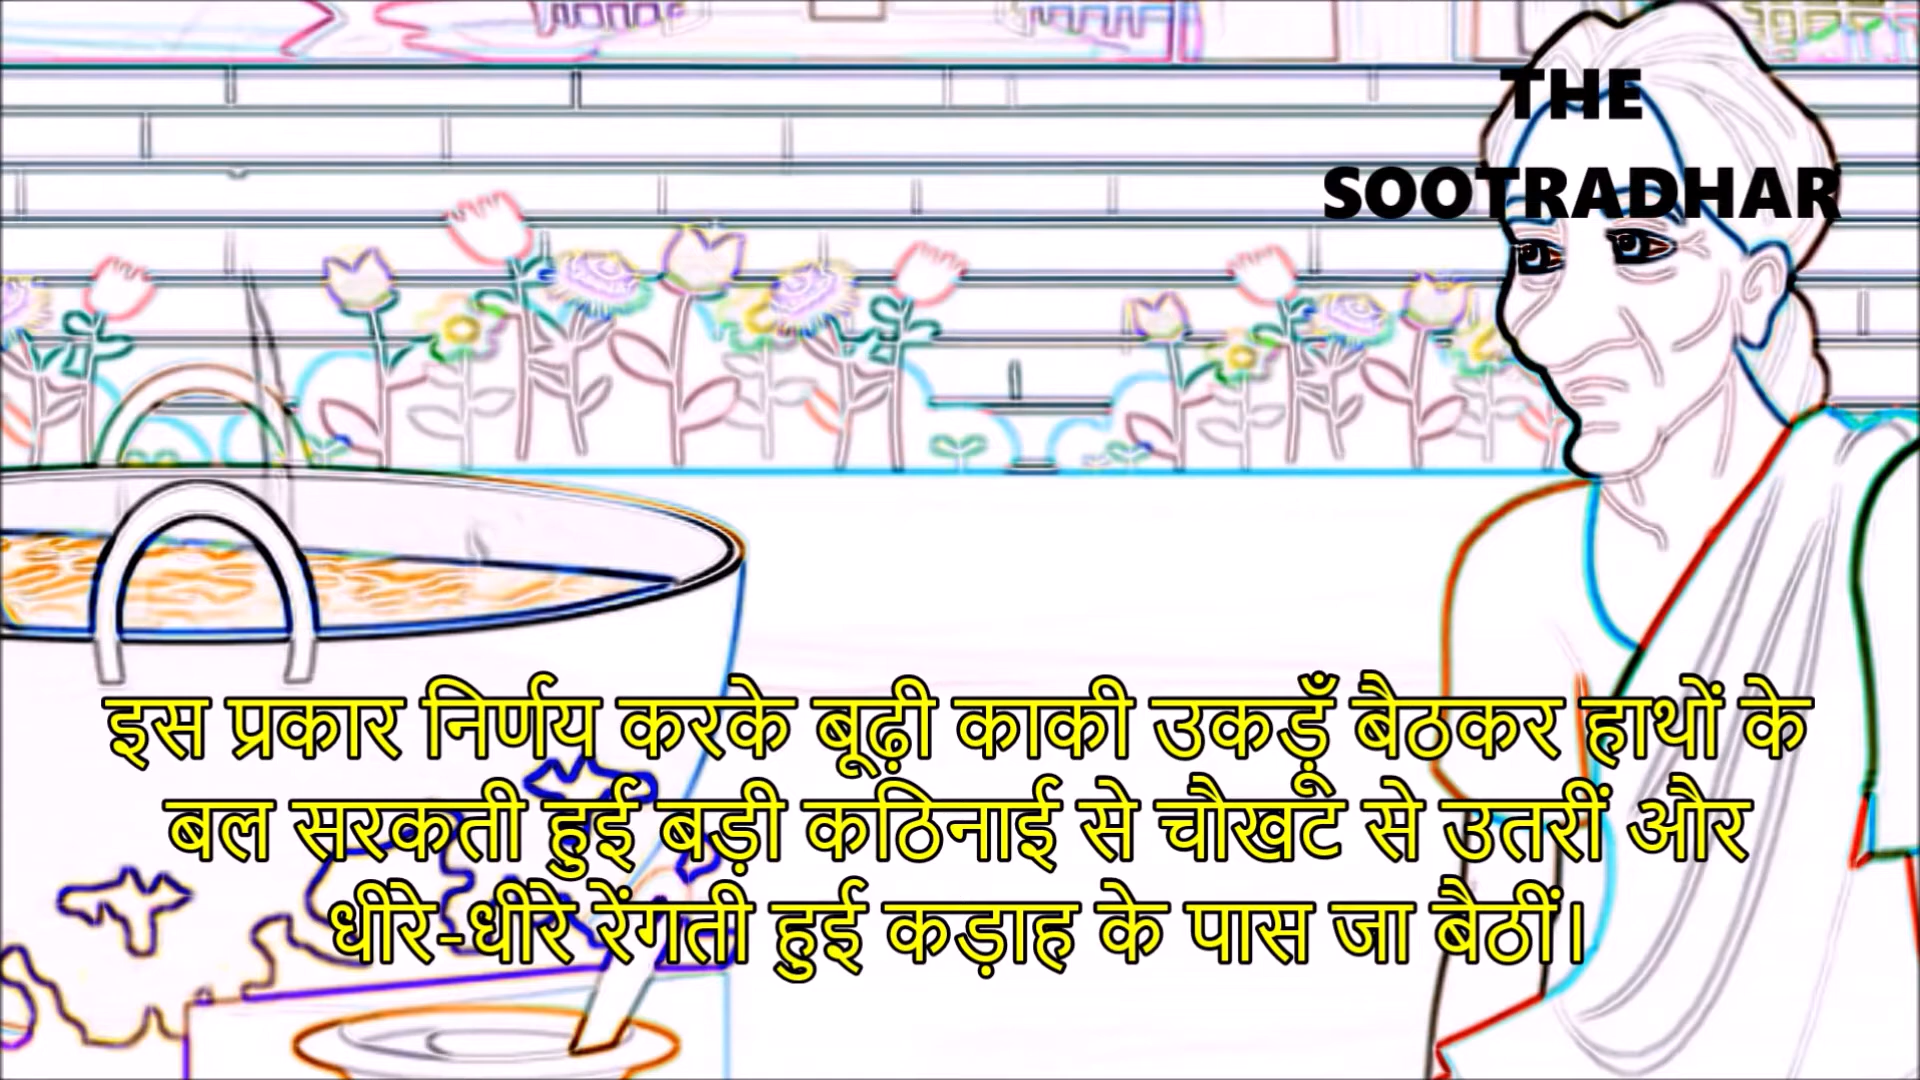 THE
SOOTRADHAR
इस प्रकार निर्णय करके बूढ़ी काकी उकड़ूँ बैठकर हाथों के
बल सरकती हुई बड़ी कठिनाई से चौखट से उतरीं और
धीरे-धीरे रेंगती हुई कड़ाह के पास जा बैठीं।